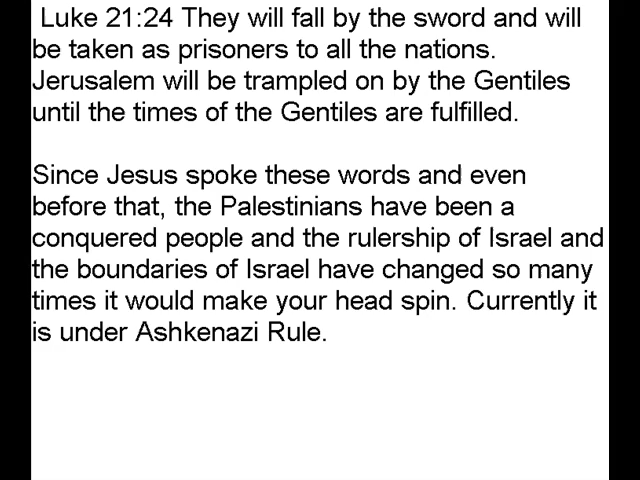 Luke 21:24 They will fall by the sword and will
be taken as prisoners to all the nations.
Jerusalem will be trampled on by the Gentiles
until the times of the Gentiles are fulfilled.
Since Jesus spoke these words and even
before that, the Palestinians have been a
conquered people and the rulership of Israel and
the boundaries of Israel have changed so many
times it would make your head spin. Currently it
is under Ashkenazi Rule.